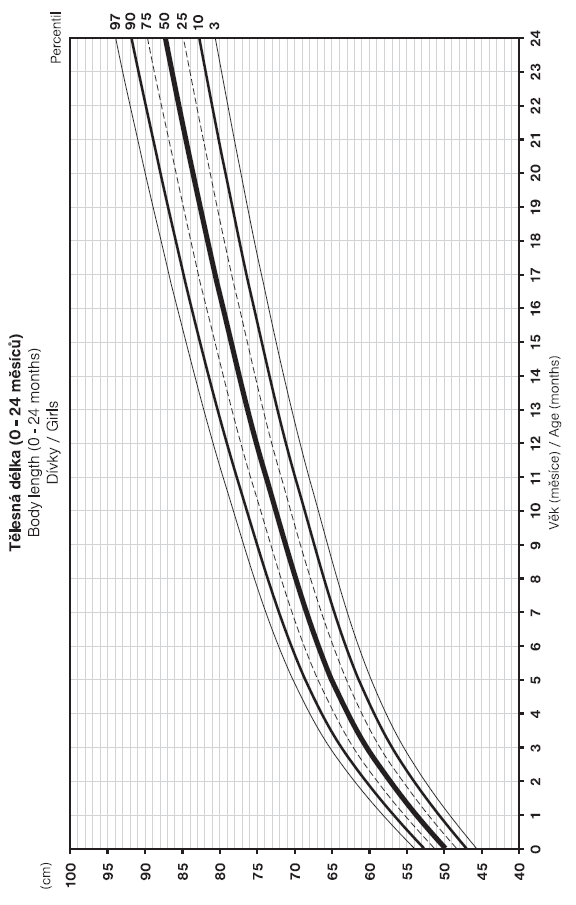 Tělesná délka (0 - 24 měsíců)
Body length (0 - 24 months)
Dívky / Girls
(cm)
Percentil
100
95
90
85
80
75
70
65
60
55
50
45
40
97
90
75
50
25
10
3
0 1 2 3 4 5 6 7 8 9 10 11 12 13 14 15 16 17 18 19 20 21 22 23 24
Věk (měsíce) / Age (months)